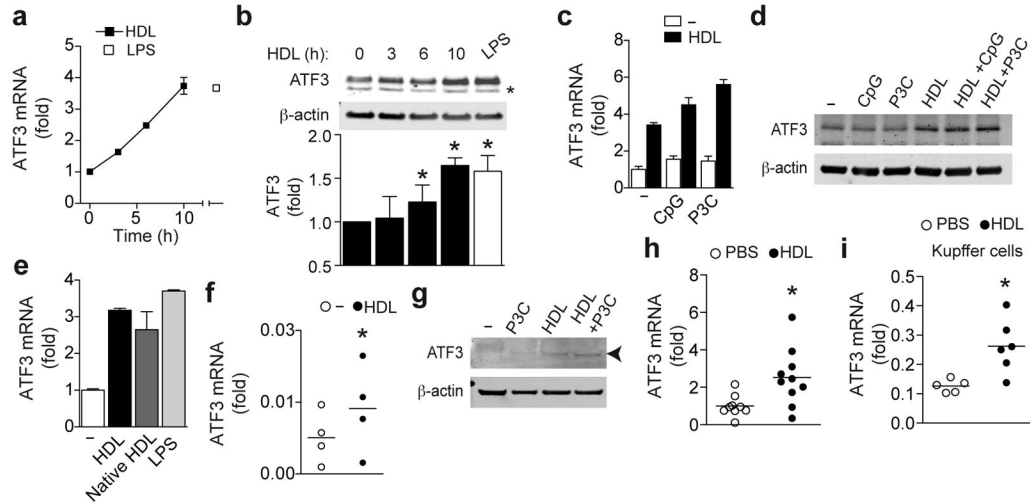 a
HDL
LPS
ATF3 mRNA
(fold)
5
4
3
2
1
0
0
5
10
Time (h)
b
HDL (h): 0 3 6 10 LPS
ATF3
*
β-actin
ATF3
(fold)
2.0
1.5
1.0
0.5
* * *
c
–
HDL
ATF3 mRNA
(fold)
8
6
4
2
0
– CpG P3C
d
– CpG P3C HDL HDL +CpG HDL+P3C
ATF3
β-actin
e
ATF3 mRNA
(fold)
4
3
2
1
0
– HDL Native HDL LPS
f
– HDL
ATF3 mRNA
(fold)
0.03
0.01
0.00
*
g
– P3C HDL HDL
+P3C
ATF3
β-actin
h
PBS HDL
ATF3 mRNA
(fold)
8
6
4
2
0
*
i
PBS HDL
Kupffer cells
ATF3 mRNA
(fold)
0.5
0.4
0.3
0.2
0.1
0.0
*